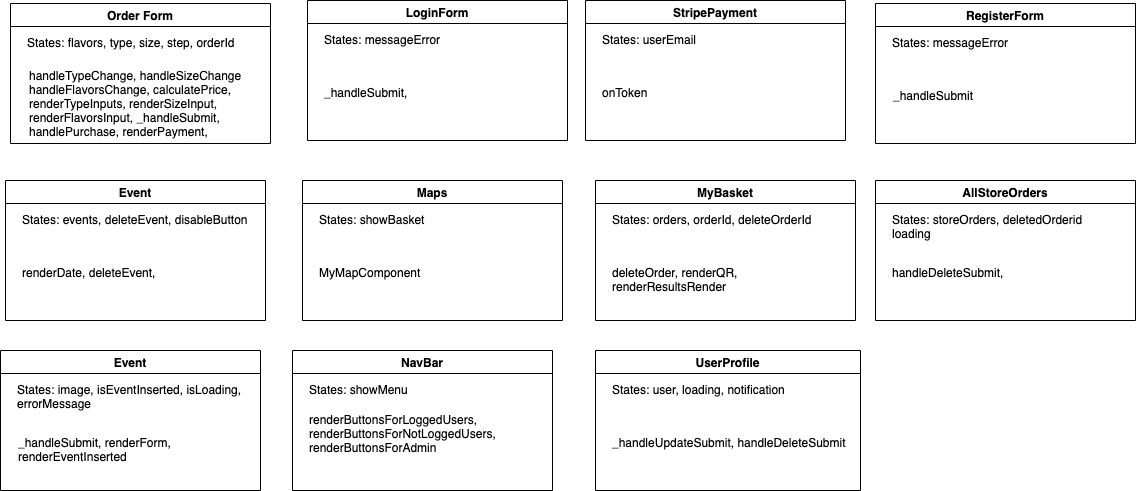 Order Form
States: flavors, type, size, step, orderId
handleTypeChange, handleSizeChange
handleFlavorsChange, calculatePrice,
renderTypeInputs, renderSizeInput,
renderFlavorsInput, _handleSubmit,
handlePurchase, renderPayment,
LoginForm
States: messageError
_handleSubmit,
StripePayment
States: userEmail
onToken
RegisterForm
States: messageError
_handleSubmit
Event
States: events, deleteEvent, disableButton
renderDate, deleteEvent,
Maps
States: showBasket
MyMapComponent
MyBasket
States: orders, orderId, deleteOrderId
deleteOrder, renderQR,
renderResultsRender
AllStoreOrders
States: storeOrders, deletedOrderid
loading
handleDeleteSubmit,
Event
States: image, isEventInserted, isLoading,
errorMessage
_handleSubmit, renderForm,
renderEventInserted
NavBar
States: showMenu
renderButtonsForLoggedUsers,
renderButtonsForNotLoggedUsers,
renderButtonsForAdmin
UserProfile
States: user, loading, notification
_handleUpdateSubmit, handleDeleteSubmit